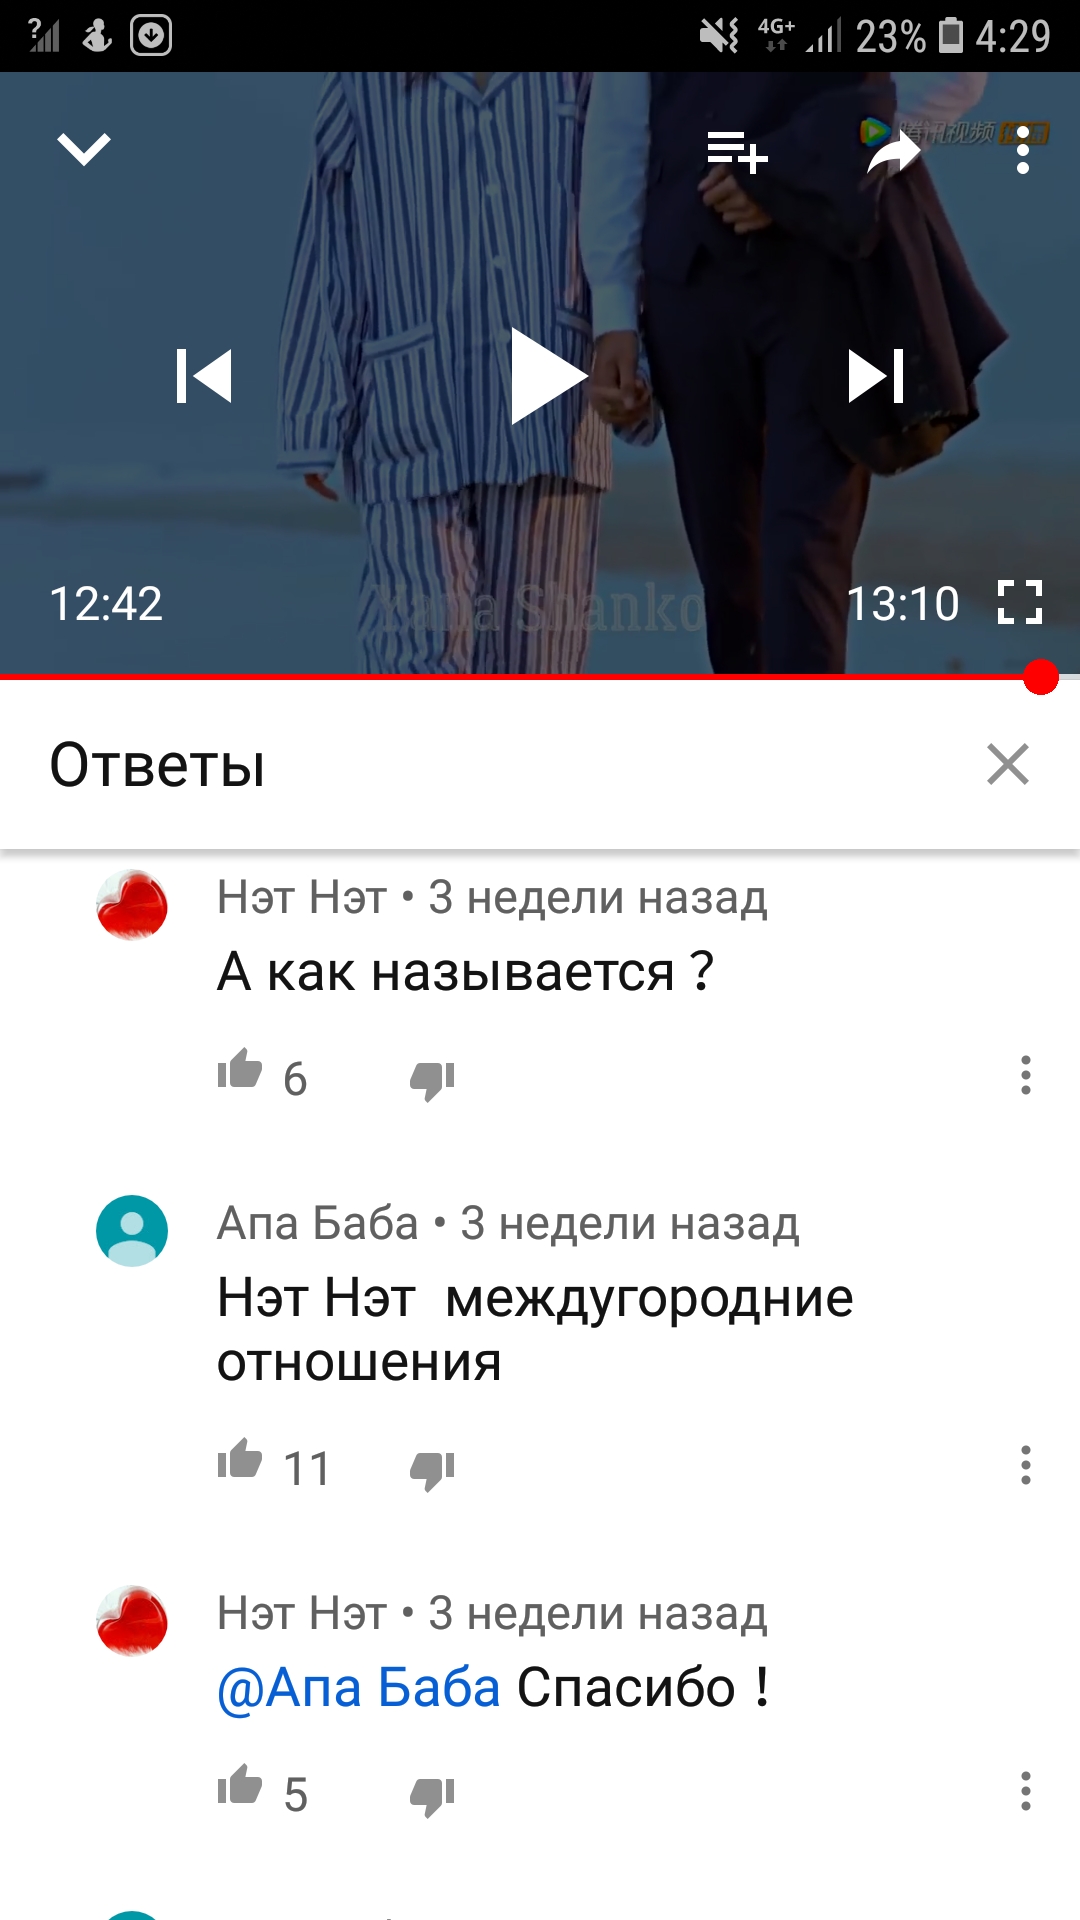 ? 4G+ 23% 4:29
腾讯视频
12:42 Yana Shanko 13:10
Ответы
Нэт Нэт • 3 недели назад
А как называется ?
6
Апа Баба • 3 недели назад
Нэт Нэт междугородние
отношения
11
Нэт Нэт • 3 недели назад
@Апа Баба Спасибо !
5